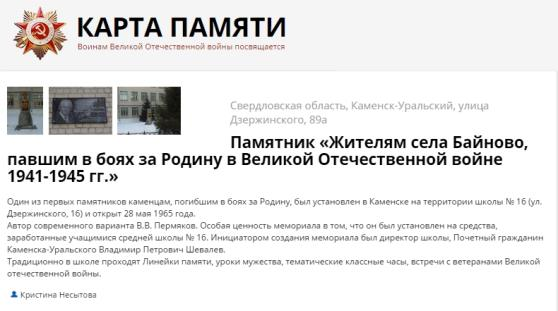 КАРТА ПАМЯТИ
Воинам Великой Отечественной войны посвящается
Свердловская область, Каменск-Уральский, улица
Дзержинского, 89а
Памятник «Жителям села Байново,
павшим в боях за Родину в Великой Отечественной войне
1941-1945 гг.»
Один из первых памятников каменцам, погибшим в боях за Родину, был установлен в Каменске на территории школы № 16 (ул.
Дзержинского, 16) и открыт 28 мая 1965 года.
Автор современного варианта В.В. Пермяков. Особая ценность мемориала в том, что он был установлен на средства,
заработанные учащимися средней школы № 16. Инициатором создания мемориала был директор школы, Почетный гражданин
Каменска-Уральского Владимир Петрович Шевалев.
Традиционно в школе проходят Линейки памяти, уроки мужества, тематические классные часы, встречи с ветеранами Великой
отечественной войны.
Кристина Несытова